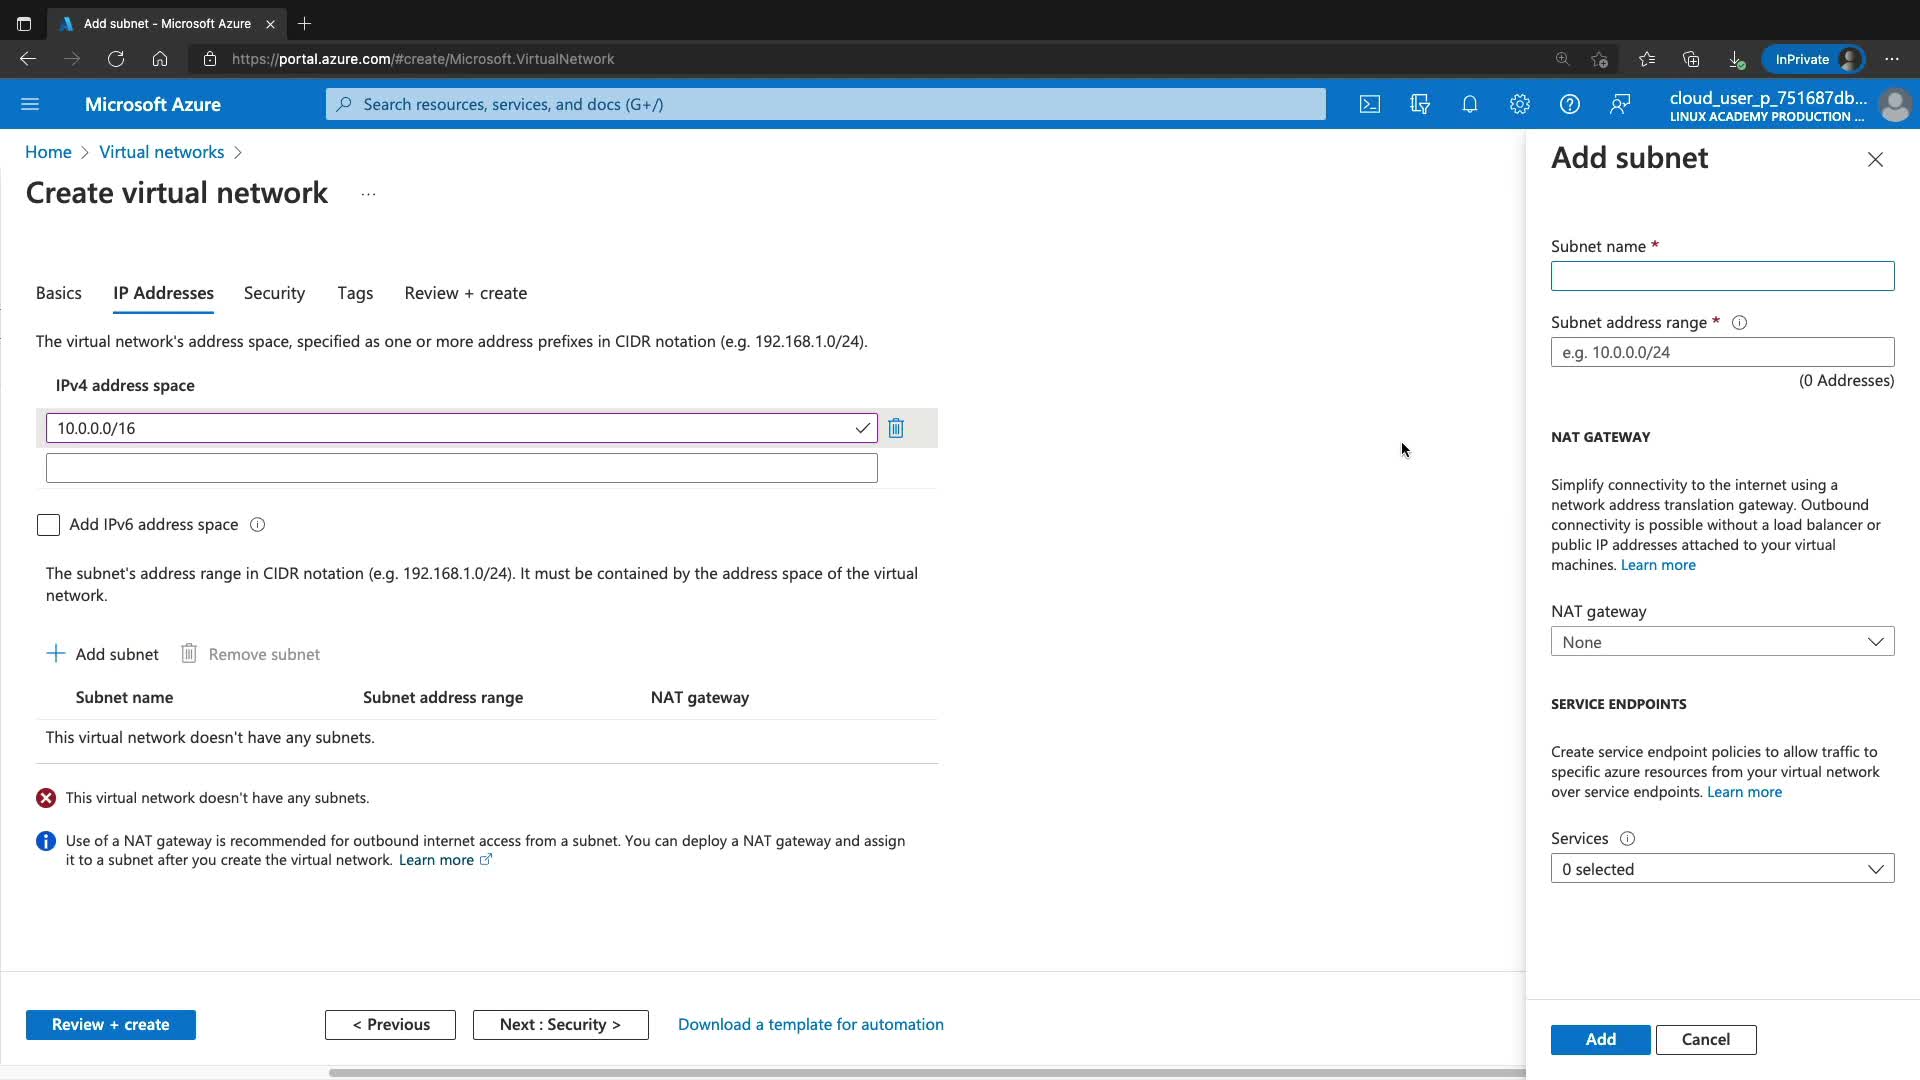 Add subnet - Microsoft Azure
https://portal.azure.com/#create/Microsoft.VirtualNetwork
InPrivate
Microsoft Azure
Search resources, services, and docs (G+/)
cloud_user_p_751687db...
LINUX ACADEMY PRODUCTION ...
Home > Virtual networks >
Create virtual network ...
Basics
IP Addresses
Security
Tags
Review + create
The virtual network's address space, specified as one or more address prefixes in CIDR notation (e.g. 192.168.1.0/24).
IPv4 address space
10.0.0.0/16
Add IPv6 address space
The subnet's address range in CIDR notation (e.g. 192.168.1.0/24). It must be contained by the address space of the virtual
network.
Add subnet
Remove subnet
Subnet name
Subnet address range
NAT gateway
This virtual network doesn't have any subnets.
This virtual network doesn't have any subnets.
Use of a NAT gateway is recommended for outbound internet access from a subnet. You can deploy a NAT gateway and assign
it to a subnet after you create the virtual network. Learn more
Review + create
< Previous
Next : Security >
Download a template for automation
Add subnet
Subnet name *
Subnet address range *
e.g. 10.0.0.0/24
(0 Addresses)
NAT GATEWAY
Simplify connectivity to the internet using a
network address translation gateway. Outbound
connectivity is possible without a load balancer or
public IP addresses attached to your virtual
machines. Learn more
NAT gateway
None
SERVICE ENDPOINTS
Create service endpoint policies to allow traffic to
specific azure resources from your virtual network
over service endpoints. Learn more
Services
0 selected
Add
Cancel